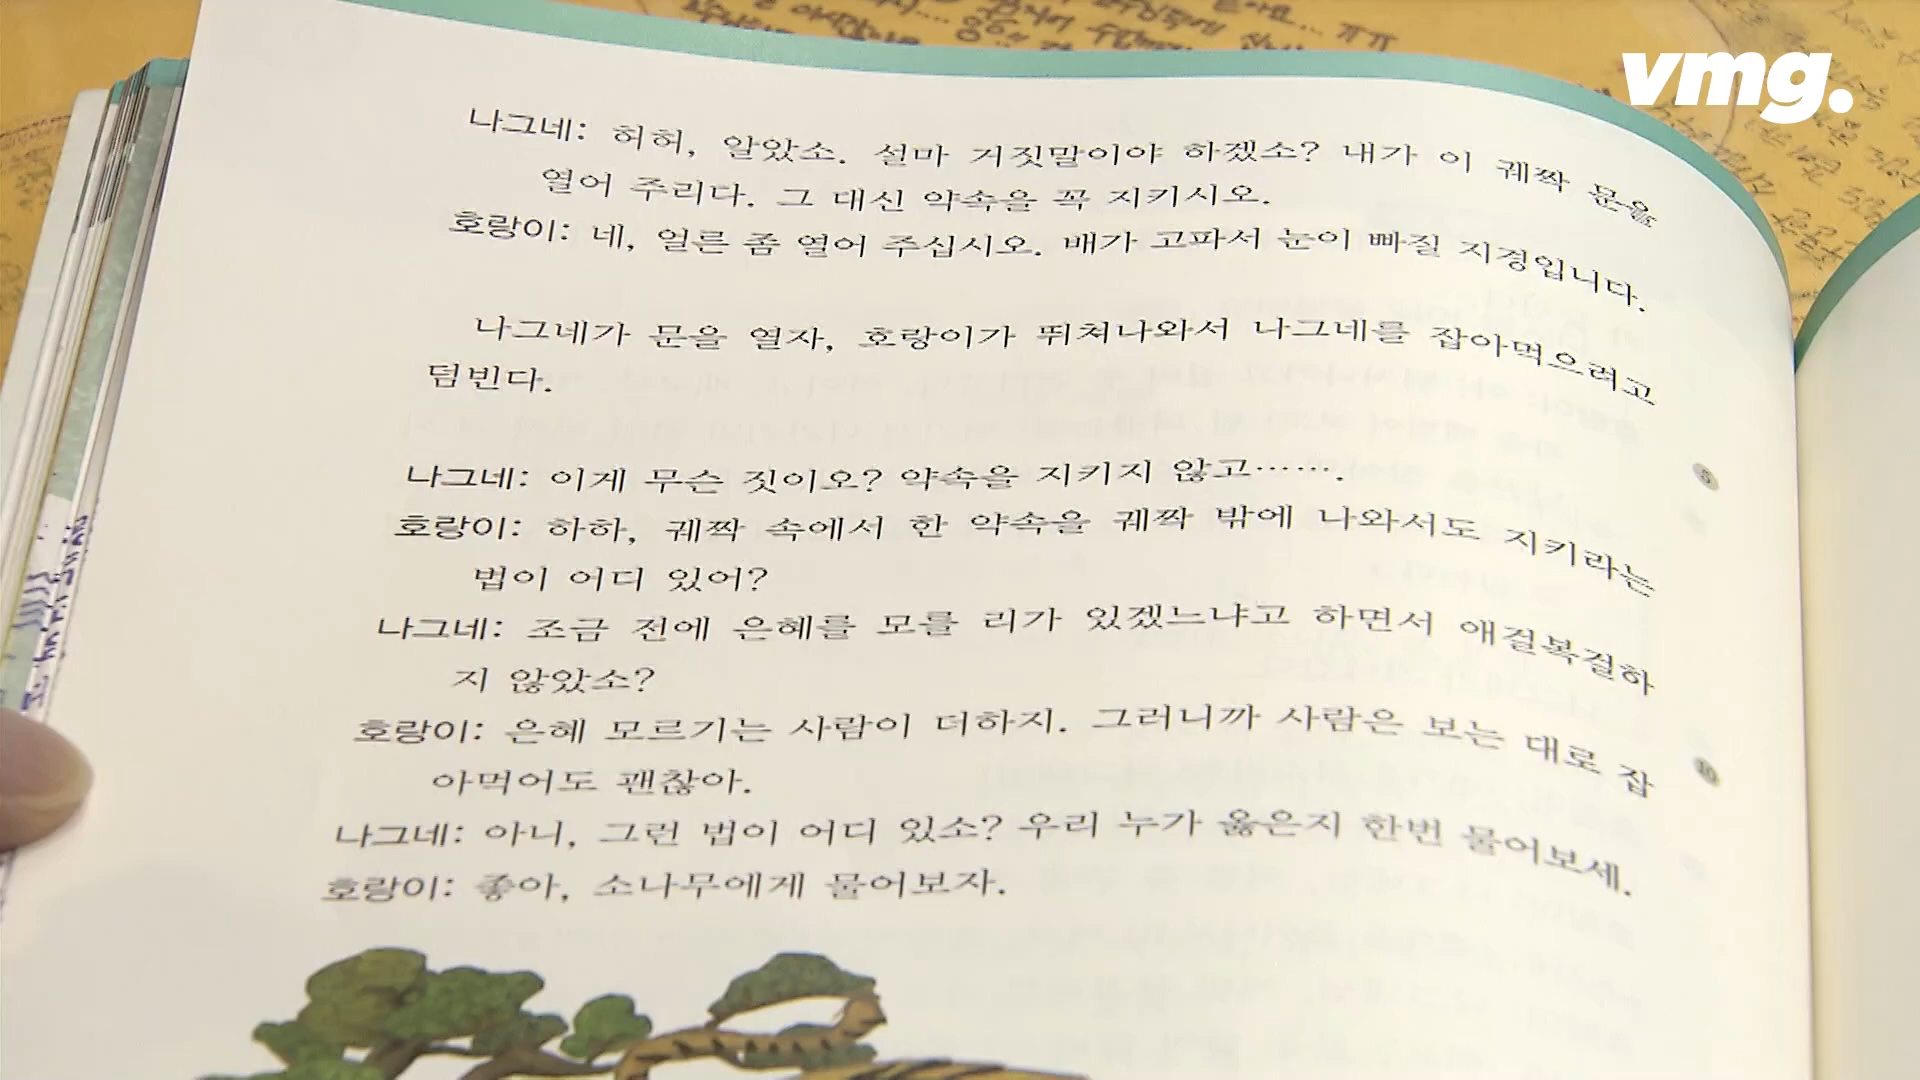 vmg.
나그네: 허허, 알았소. 설마 거짓말이야 하겠소? 내가 이 궤짝 문을
열어 주리다. 그 대신 약속을 꼭 지키시오.
호랑이: 네, 얼른 좀 열어 주십시오. 배가 고파서 눈이 빠질 지경입니다.
나그네가 문을 열자, 호랑이가 뛰쳐나와서 나그네를 잡아먹으려고
덤빈다.
나그네: 이게 무슨 짓이오? 약속을 지키지 않고…….
5
호랑이: 하하, 궤짝 속에서 한 약속을 궤짝 밖에 나와서도 지키라는
법이 어디 있어?
나그네: 조금 전에 은혜를 모를 리가 있겠느냐고 하면서 애걸복걸하
지 않았소?
호랑이: 은혜 모르기는 사람이 더하지. 그러니까 사람은 보는 대로 잡
10
아먹어도 괜찮아.
나그네: 아니, 그런 법이 어디 있소? 우리 누가 옳은지 한번 물어보세.
호랑이: 좋아, 소나무에게 물어보자.